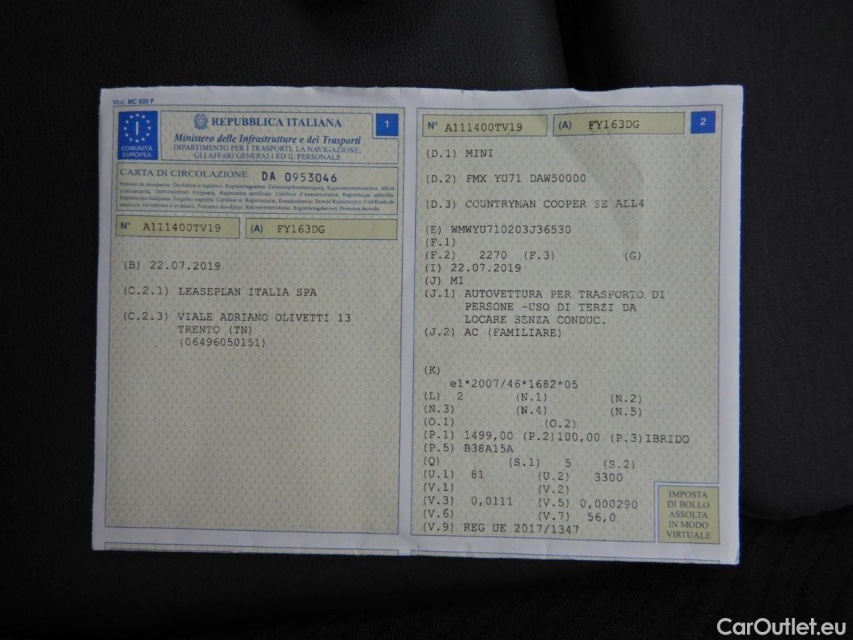 Mod. MC 820 F
REPUBBLICA ITALIANA
1
Ministero delle Infrastrutture e dei Trasporti
DIPARTIMENTO PER I TRASPORTI, LA NAVIGAZIONE,
GLI AFFARI GENERALI ED IL PERSONALE
I
COMUNITÀ
EUROPEA
CARTA DI CIRCOLAZIONE DA 0953046
N° A111400TV19 (A) FY163DG
(B) 22.07.2019
(C.2.1) LEASEPLAN ITALIA SPA
(C.2.3) VIALE ADRIANO OLIVETTI 13
TRENTO (TN)
(06496050151)
N° A111400TV19 (A) FY163DG 2
(D.1) MINI
(D.2) FMX YU71 DAW50000
(D.3) COUNTRYMAN COOPER SE ALL4
(E) WMWYU710203J36530
(F.1)
(F.2) 2270 (F.3) (G)
(I) 22.07.2019
(J) M1
(J.1) AUTOVETTURA PER TRASPORTO DI
PERSONE -USO DI TERZI DA
LOCARE SENZA CONDUC.
(J.2) AC (FAMILIARE)
(K)
e1*2007/46*1682*05
(L) 2 (N.1) (N.2)
(N.3) (N.4) (N.5)
(O.1) (O.2)
(P.1) 1499,00 (P.2)100,00 (P.3)IBRIDO
(P.5) B38A15A
(Q) (S.1) 5 (S.2)
(U.1) 81 (U.2) 3300
(V.1) (V.2)
(V.3) 0,0111 (V.5) 0,000290
(V.6) (V.7) 56,0
(V.9) REG UE 2017/1347
IMPOSTA
DI BOLLO
ASSOLTA
IN MODO
VIRTUALE
CarOutlet.eu